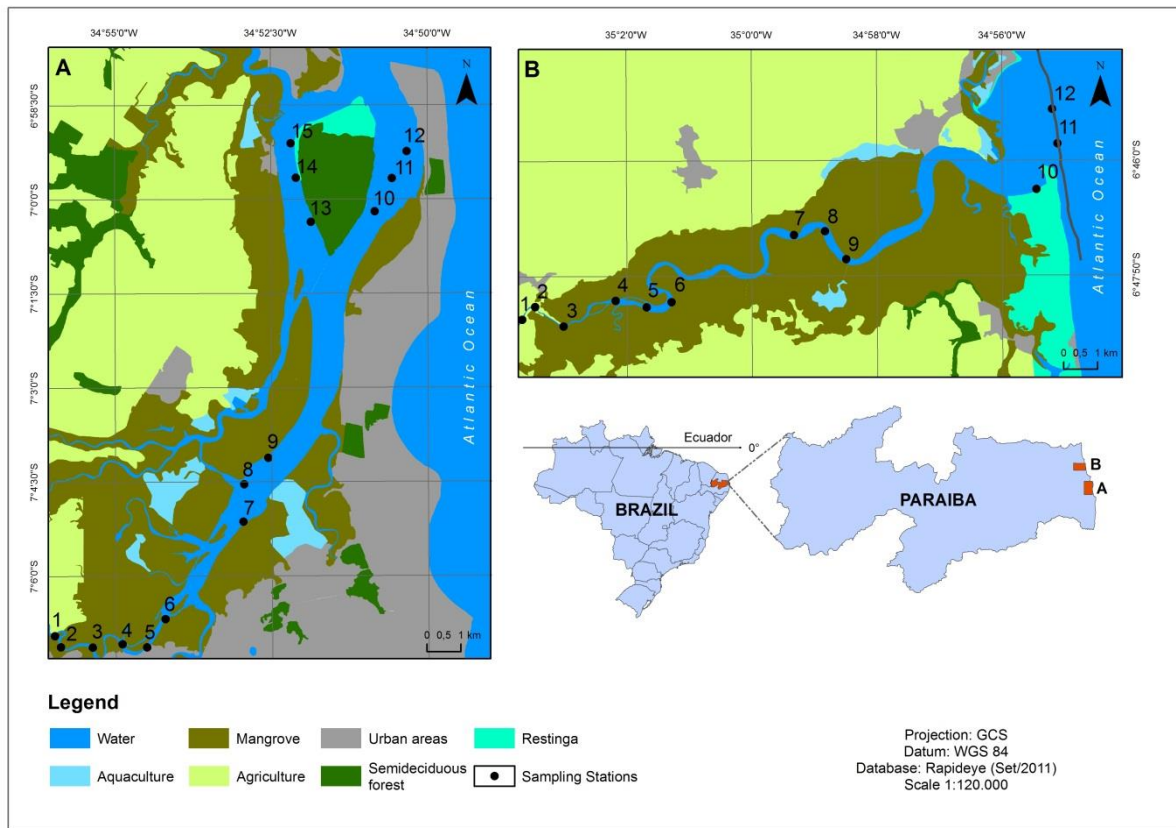 A
34°55'0"W
34°52'30"W
34°50'0"W
N
6°58'30"S
7°0'0"S
7°1'30"S
7°3'0"S
7°4'30"S
7°6'0"S
15
14
13
12
11
10
9
8
7
6
1
2
3
4
5
Atlantic Ocean
0 0,5 1 km
B
35°2'20"W
35°0'0"W
34°58'0"W
34°56'0"W
N
12
11
10
7
8
9
4
5
6
1
2
3
6°46'0"S
6°47'50"S
Atlantic Ocean
0 0,5 1 km
Ecuador
0°
BRAZIL
PARAIBA
B
A
Legend
Water
Mangrove
Urban areas
Restinga
Aquaculture
Agriculture
Semideciduous
forest
Sampling Stations
Projection: GCS
Datum: WGS 84
Database: Rapideye (Set/2011)
Scale 1:120.000